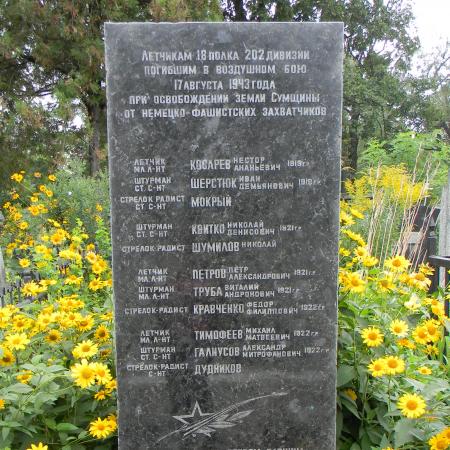 Летчикам 18 полка 202 дивизии
погибшим в воздушном бою
17 августа 1943 года
при освобождении земли Сумщины
от немецко-фашистских захватчиков
Летчик мл. л-нт Косарев Нестор Ананьевич 1919 г.
Штурман ст. с-нт Шерстюк Иван Демьянович 1919 г.
Стрелок-радист с-нт Мокрый
Штурман ст. с-нт Квитко Николай Денисович 1921 г.
Стрелок-радист Шумилов Николай
Летчик мл. л-нт Петров Пётр Александрович 1921 г.
Штурман мл. л-нт Труба Виталий Андронович 1921 г.
Стрелок-радист Кравченко Федор Филиппович 1922 г.
Летчик мл. л-нт Тимофеев Михаил Матвеевич 1922 г.
Штурман ст. с-нт Галиусов Александр Митрофанович 1922 г.
Стрелок-радист с-нт Дудников